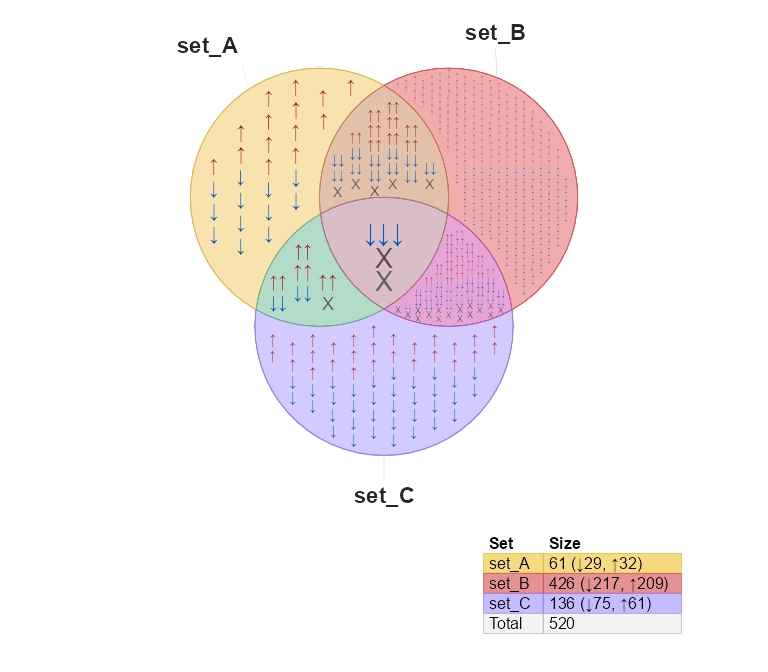 set_A
set_B
set_C
Set Size
set_A 61 (↓29, ↑32)
set_B 426 (↓217, ↑209)
set_C 136 (↓75, ↑61)
Total 520